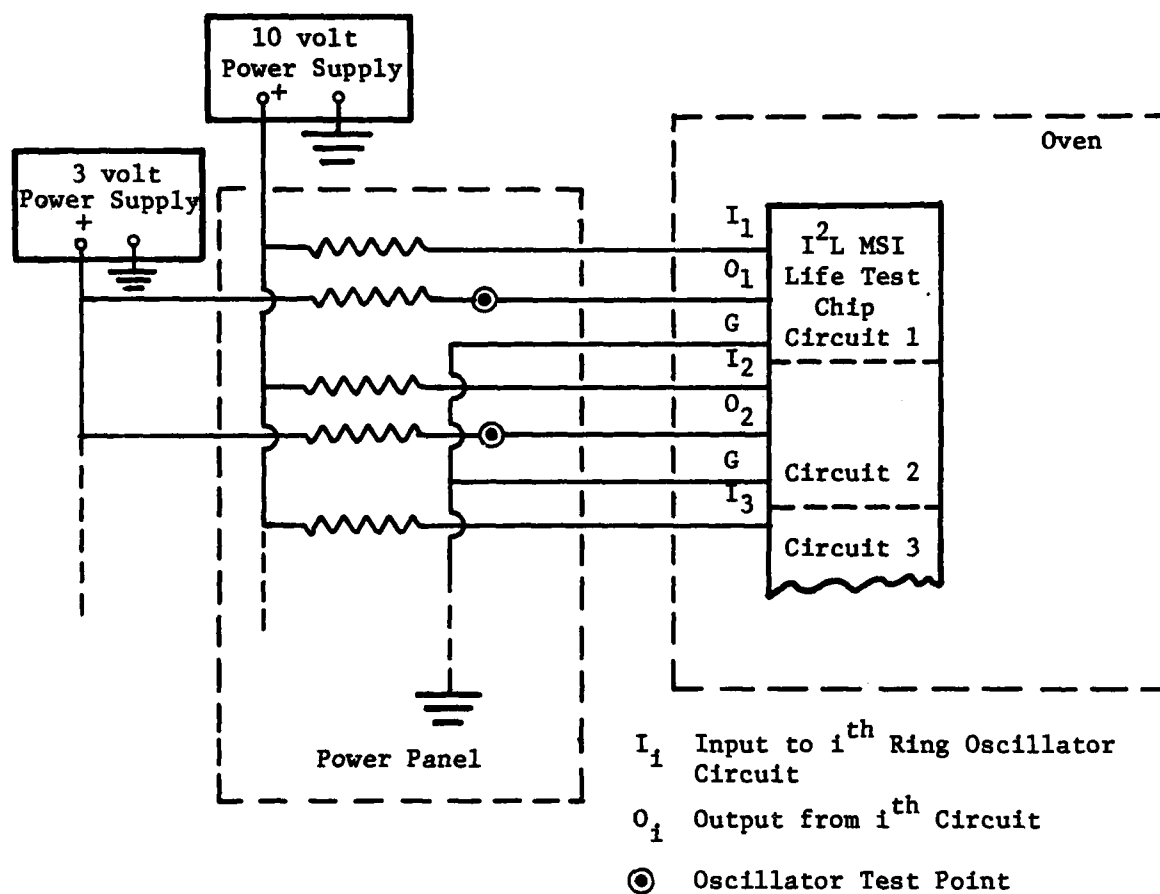 10 volt
Power Supply
+
3 volt
Power Supply
+
Oven
I₁
O₁
G
I₂
O₂
G
I₃
I²L MSI
Life Test
Chip
Circuit 1
Circuit 2
Circuit 3
Power Panel
Iᵢ Input to iᵗʰ Ring Oscillator
Circuit
Oᵢ Output from iᵗʰ Circuit
Oscillator Test Point